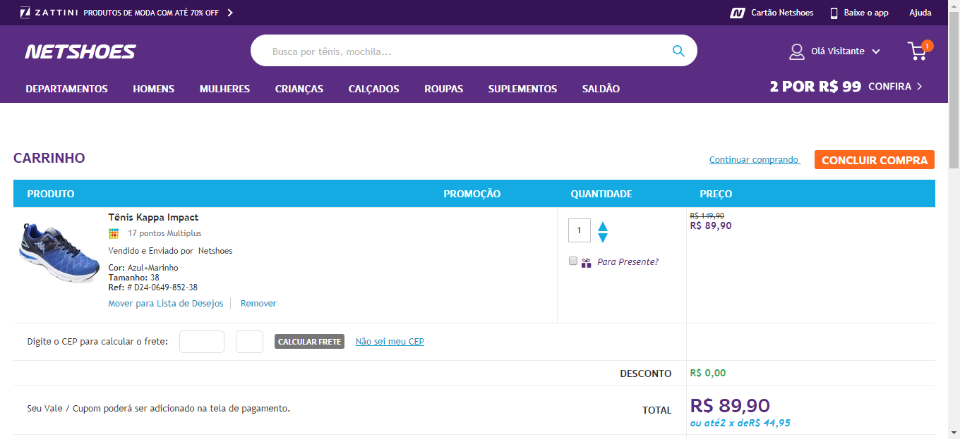 ZATTINI PRODUTOS DE MODA COM ATÉ 70% OFF
Cartão Netshoes
Baixe o app
Ajuda
NETSHOES
Busca por tênis, mochila...
Olá Visitante
1
DEPARTAMENTOS HOMENS MULHERES CRIANÇAS CALÇADOS ROUPAS SUPLEMENTOS SALDÃO
2 POR R$ 99 CONFIRA
CARRINHO
Continuar comprando
CONCLUIR COMPRA
PRODUTO PROMOÇÃO QUANTIDADE PREÇO
Tênis Kappa Impact
17 pontos Multiplus
Vendido e Enviado por Netshoes
Cor: Azul+Marinho
Tamanho: 38
Ref: # D24-0649-852-38
Mover para Lista de Desejos | Remover
1
Para Presente?
R$ 149,90
R$ 89,90
Digite o CEP para calcular o frete:
CALCULAR FRETE
Não sei meu CEP
DESCONTO R$ 0,00
Seu Vale / Cupom poderá ser adicionado na tela de pagamento.
TOTAL R$ 89,90
ou até2 x deR$ 44,95